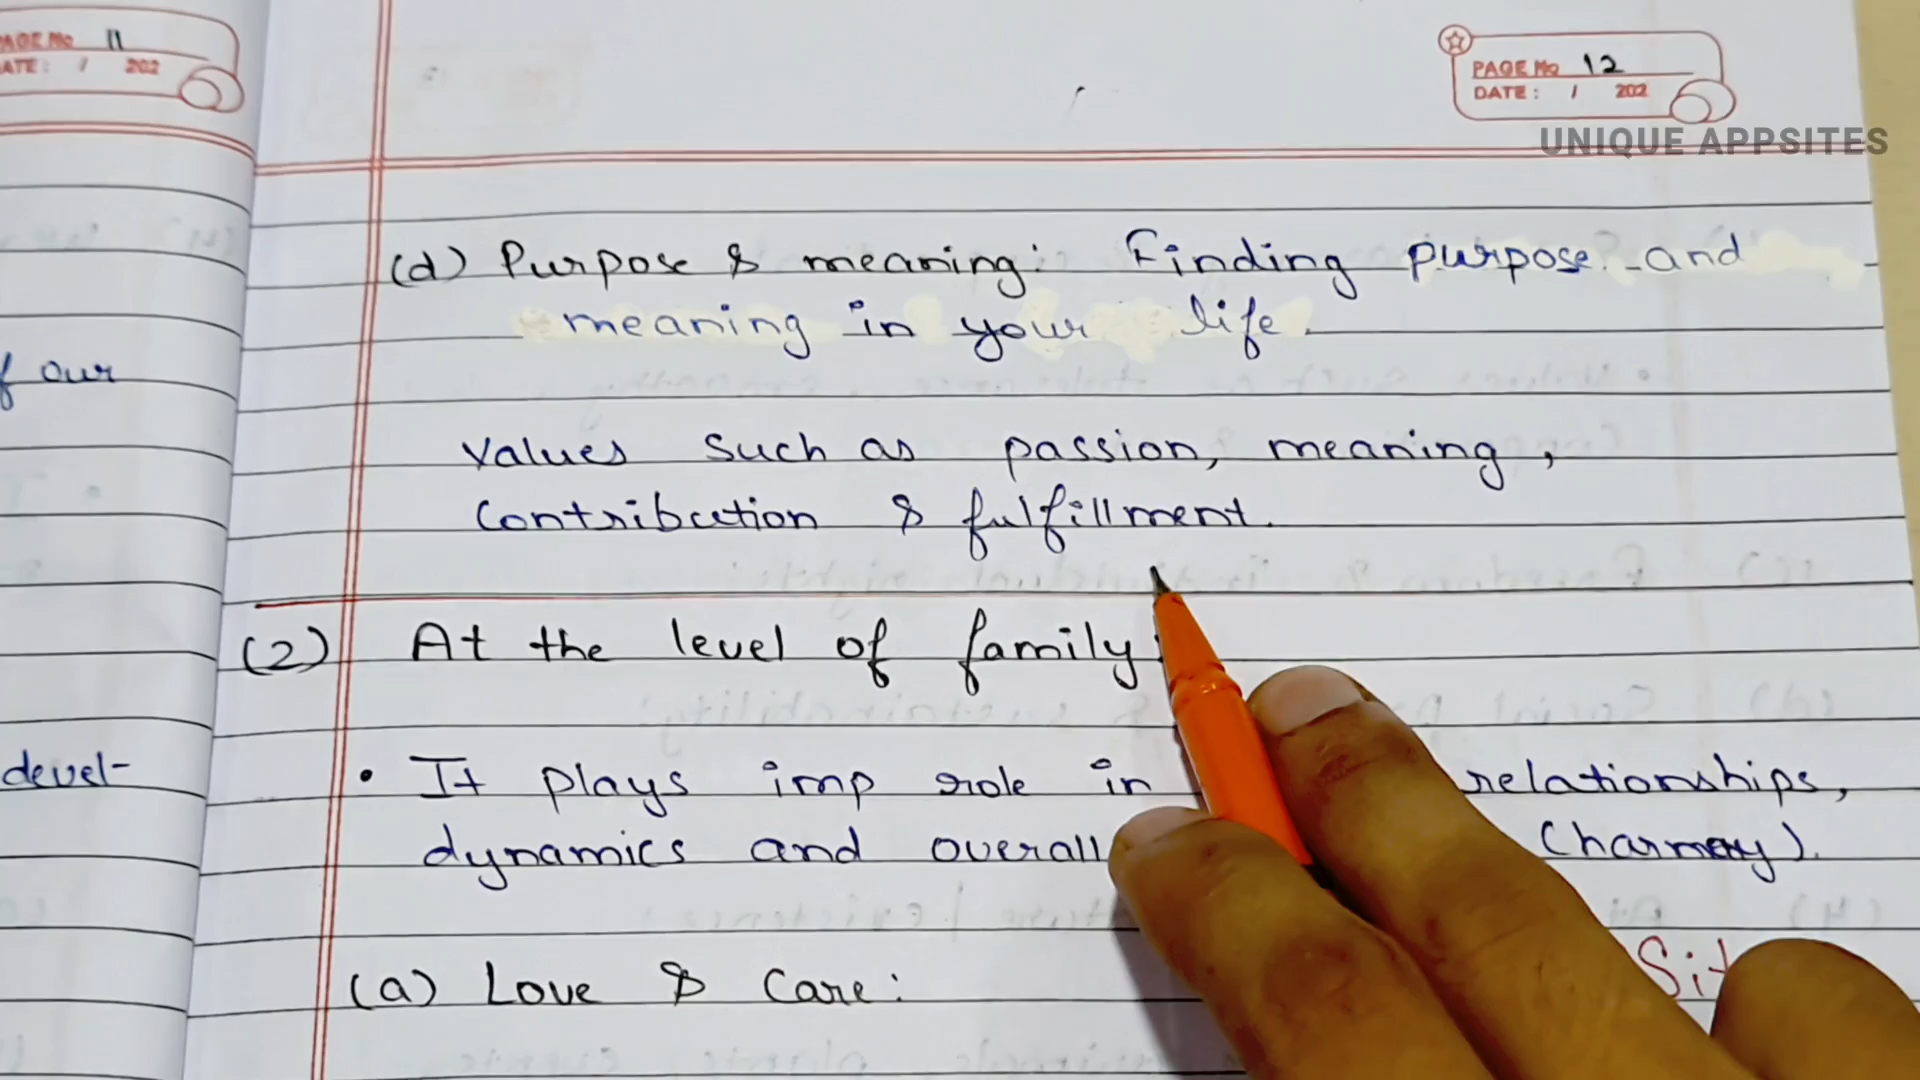 PAGE No 11
DATE: / 202
PAGE No 12
DATE: / 202
UNIQUE APPSITES
(d) Purpose & meaning: Finding purpose and
meaning in your life.
f our
Values such as passion, meaning,
Contribution & fulfillment.
(2) At the level of family:
devel-
• It plays imp role in relationships,
dynamics and overall (harmony).
(a) Love & Care:
Sit